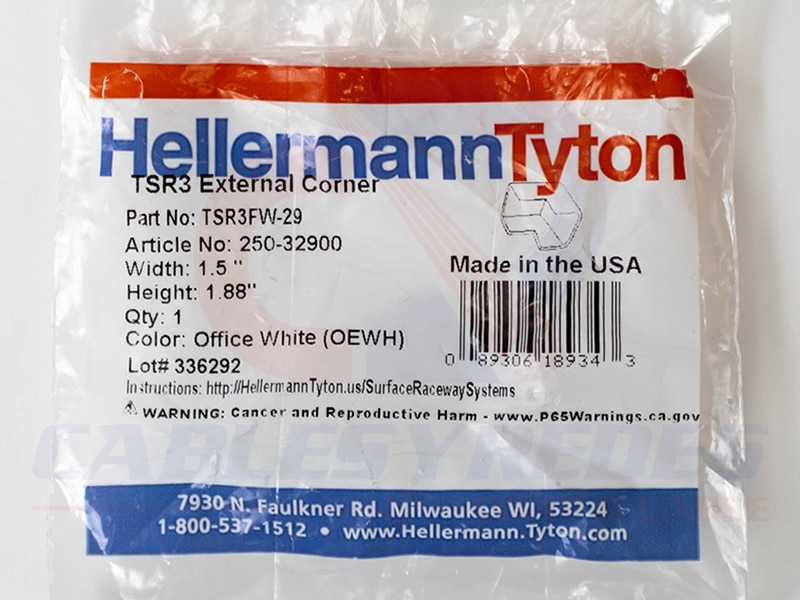 HellermannTyton
TSR3 External Corner
Part No: TSR3FW-29
Article No: 250-32900
Width: 1.5 "
Height: 1.88"
Qty: 1
Color: Office White (OEWH)
Lot# 336292
Made in the USA
0 89306 18934 3
Instructions: http://HellermannTyton.us/SurfaceRacewaySystems
WARNING: Cancer and Reproductive Harm - www.P65Warnings.ca.gov
CABLES Y REDES
7930 N. Faulkner Rd. Milwaukee WI, 53224
1-800-537-1512 • www.Hellermann.Tyton.com